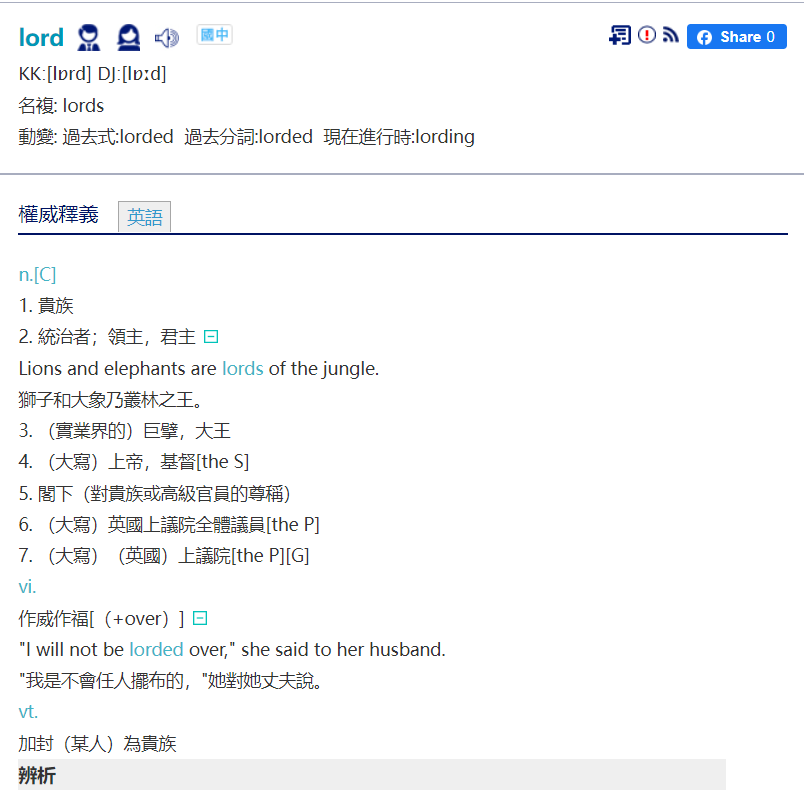 lord 國中 Share 0
KK:[lɒrd] DJ:[lɒːd]
名複: lords
動變: 過去式:lorded 過去分詞:lorded 現在進行時:lording
權威釋義 英語
n.[C]
1. 貴族
2. 統治者；領主，君主
Lions and elephants are lords of the jungle.
獅子和大象乃叢林之王。
3. （實業界的）巨擘，大王
4. （大寫）上帝，基督[the S]
5. 閣下（對貴族或高級官員的尊稱）
6. （大寫）英國上議院全體議員[the P]
7. （大寫）（英國）上議院[the P][G]
vi.
作威作福[（+over）]
"I will not be lorded over," she said to her husband.
"我是不會任人擺布的，"她對她丈夫說。
vt.
加封（某人）為貴族
辨析